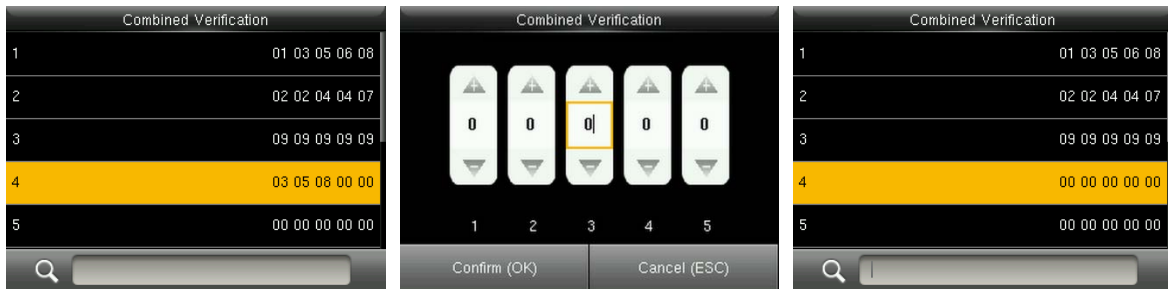 Combined Verification
1 01 03 05 06 08
2 02 02 04 04 07
3 09 09 09 09 09
4 03 05 08 00 00
5 00 00 00 00 00
Combined Verification
0 0 0 0 0
1 2 3 4 5
Confirm (OK) Cancel (ESC)
Combined Verification
1 01 03 05 06 08
2 02 02 04 04 07
3 09 09 09 09 09
4 00 00 00 00 00
5 00 00 00 00 00